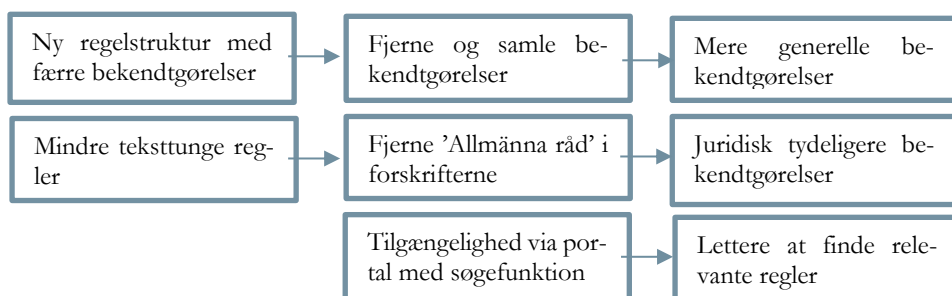 Ny regelstruktur med
færre bekendtgørelser
Fjerne og samle be-
kendtgørelser
Mere generelle be-
kendtgørelser
Mindre teksttunge reg-
ler
Fjerne 'Allmänna råd' i
forskrifterne
Juridisk tydeligere be-
kendtgørelser
Tilgængelighed via por-
tal med søgefunktion
Lettere at finde rele-
vante regler